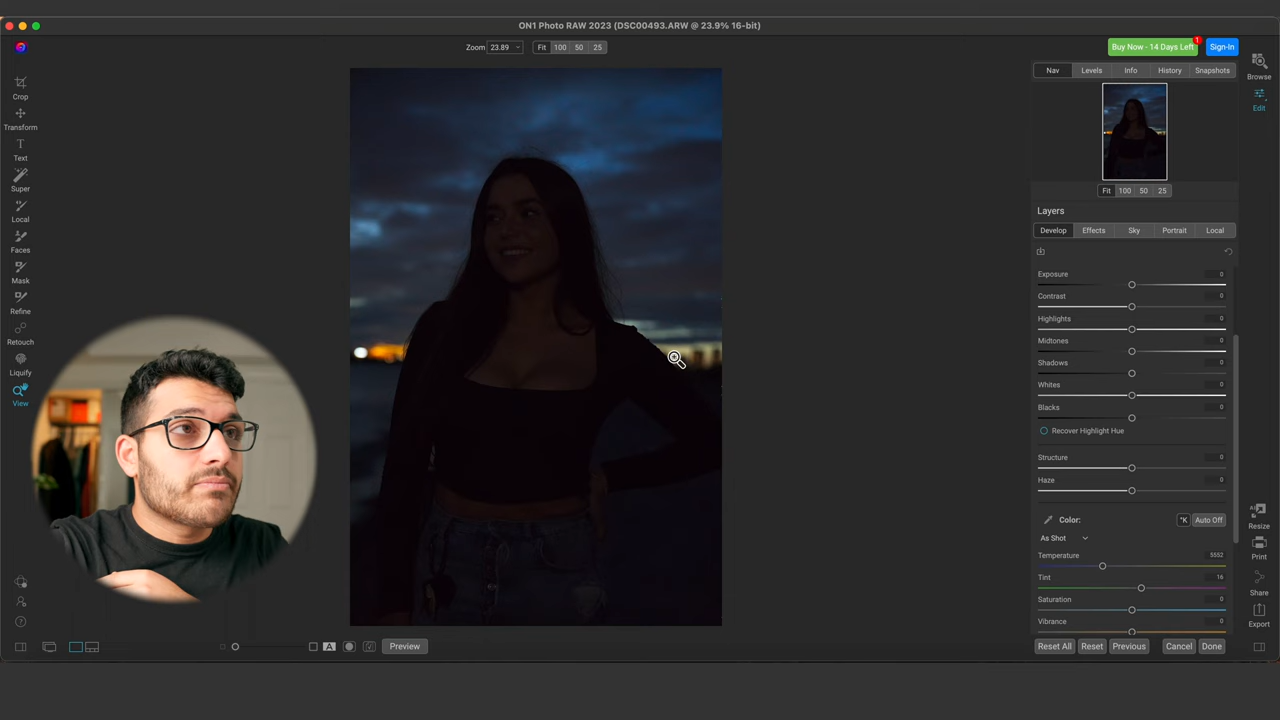 ON1 Photo RAW 2023 (DSC00493.ARW @ 23.9% 16-bit)
Zoom 23.89 Fit 100 50 25
Buy Now - 14 Days Left 1 Sign-In
Nav Levels Info History Snapshots
Browse
Edit
Crop
Transform
Text
Super
Local
Faces
Mask
Refine
Retouch
Liquify
View
Fit 100 50 25
Layers
Develop Effects Sky Portrait Local
Exposure 0
Contrast 0
Highlights 0
Midtones 0
Shadows 0
Whites 0
Blacks 0
Recover Highlight Hue
Structure 0
Haze 0
Color: °K Auto Off
As Shot
Temperature 5552
Tint 16
Saturation 0
Vibrance 0
AI
Resize
Print
Share
Export
A Preview
Reset All Reset Previous Cancel Done